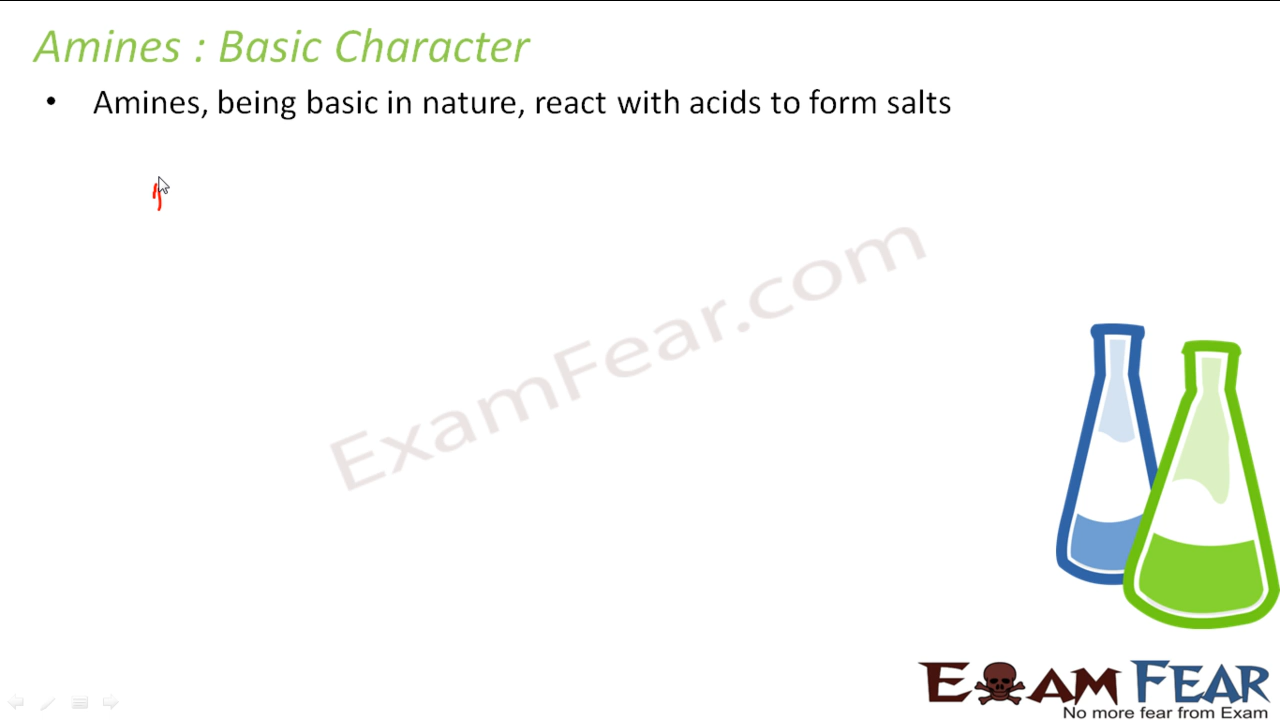 Amines : Basic Character
• Amines, being basic in nature, react with acids to form salts
ExamFear.com
EXAM FEAR
No more fear from Exam